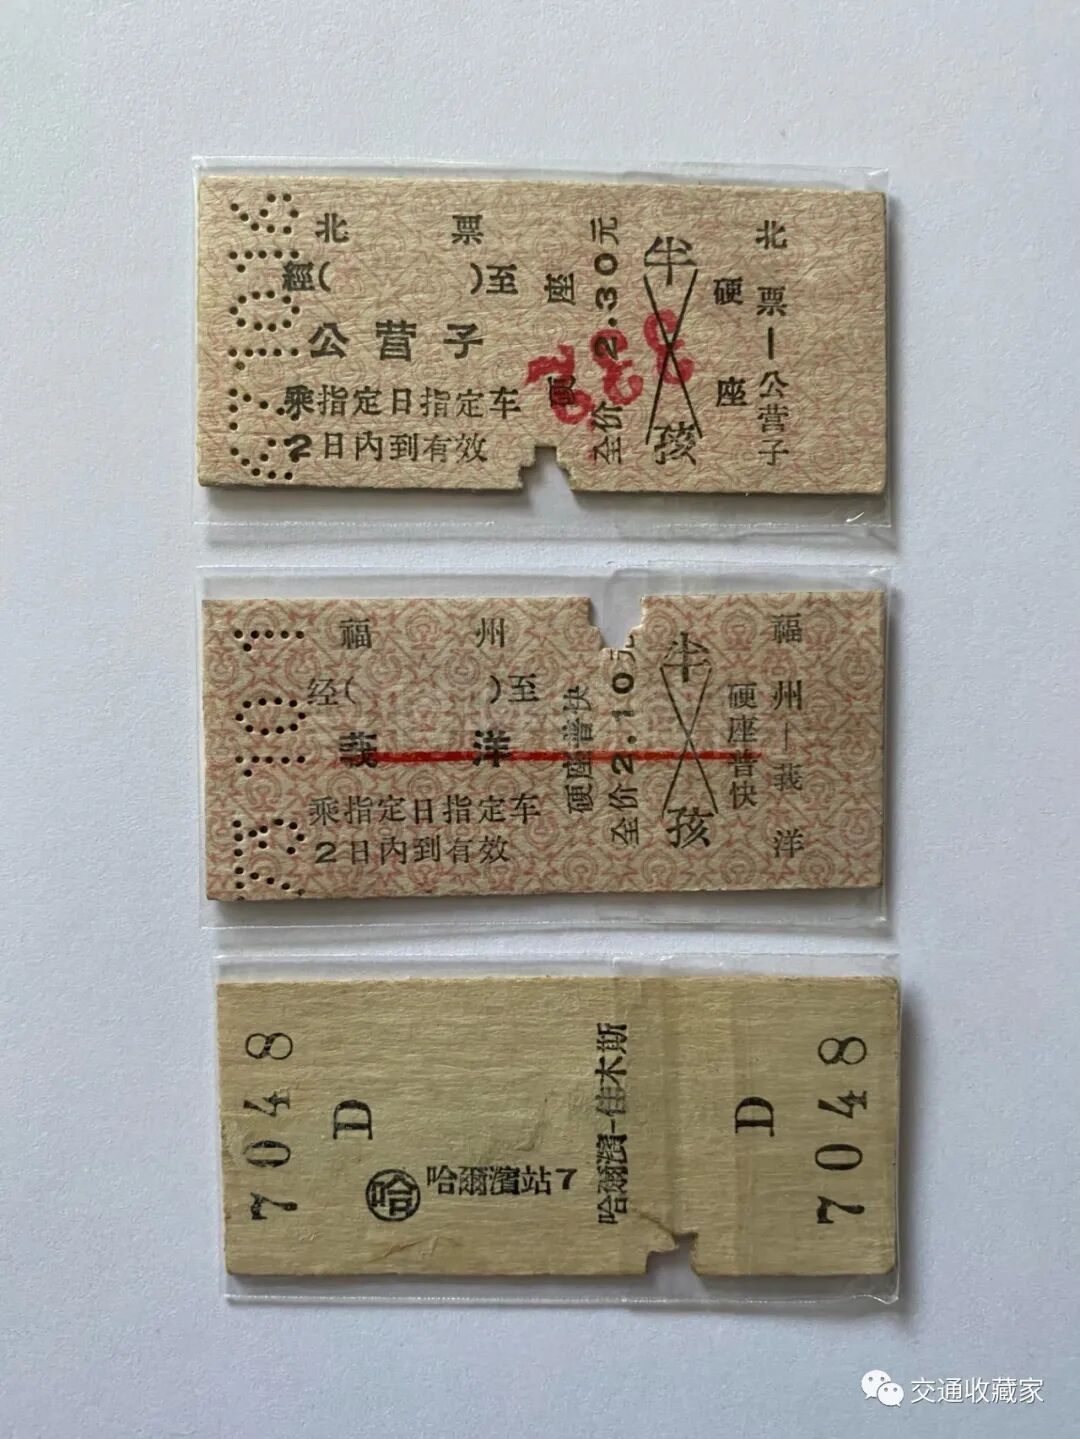 北 票
經( )至
公营子
乘指定日指定车
2日内到有效
硬座
全价2.30元
半孩
硬座
北票—公营子
福 州
经( )至
莪 洋
乘指定日指定车
2日内到有效
硬座普快
全价2.10元
半孩
硬座普快
福州—莪洋
7048
D
哈 哈爾濱站7
哈爾濱-佳木斯
D
7048
交通收藏家